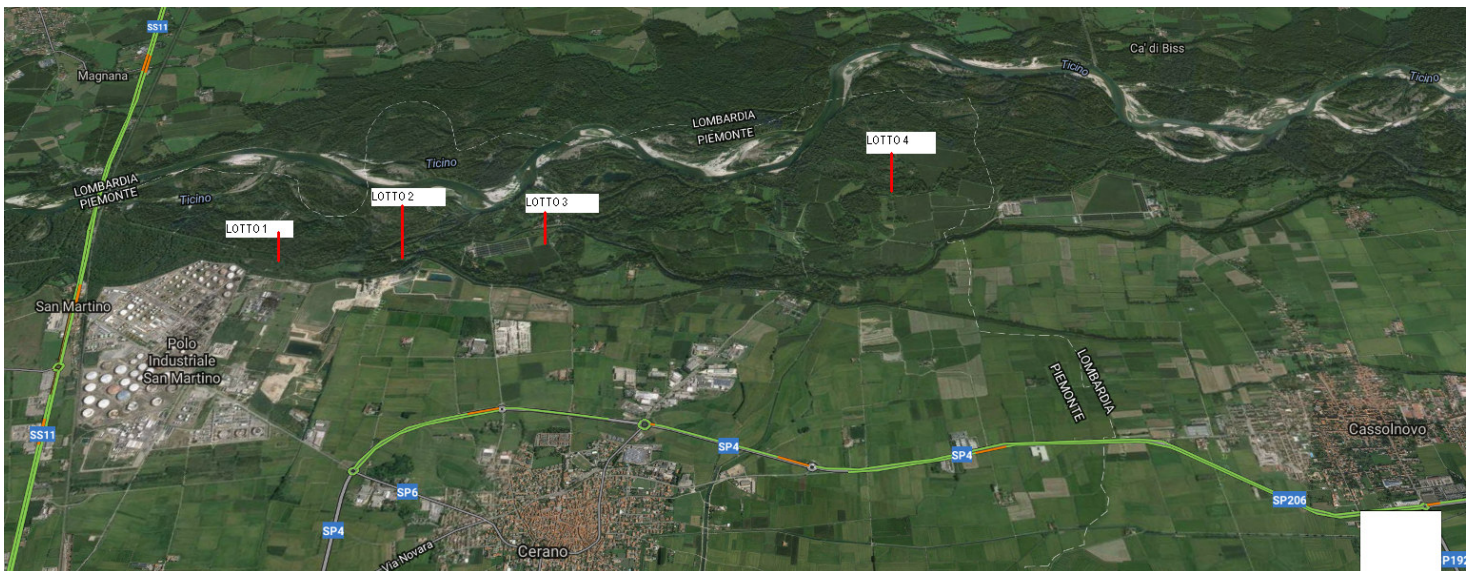 SS11
Magnana
Ca' di Biss
Ticino
Ticino
LOMBARDIA
PIEMONTE
LOTTO 4
Ticino
LOMBARDIA
PIEMONTE
Ticino
LOTTO 2
LOTTO 3
LOTTO 1
San Martino
Polo
Industriale
San Martino
LOMBARDIA
PIEMONTE
SS11
Cassolnovo
SP4
SP4
SP6
SP206
SP4
Via Novara
Cerano
P192